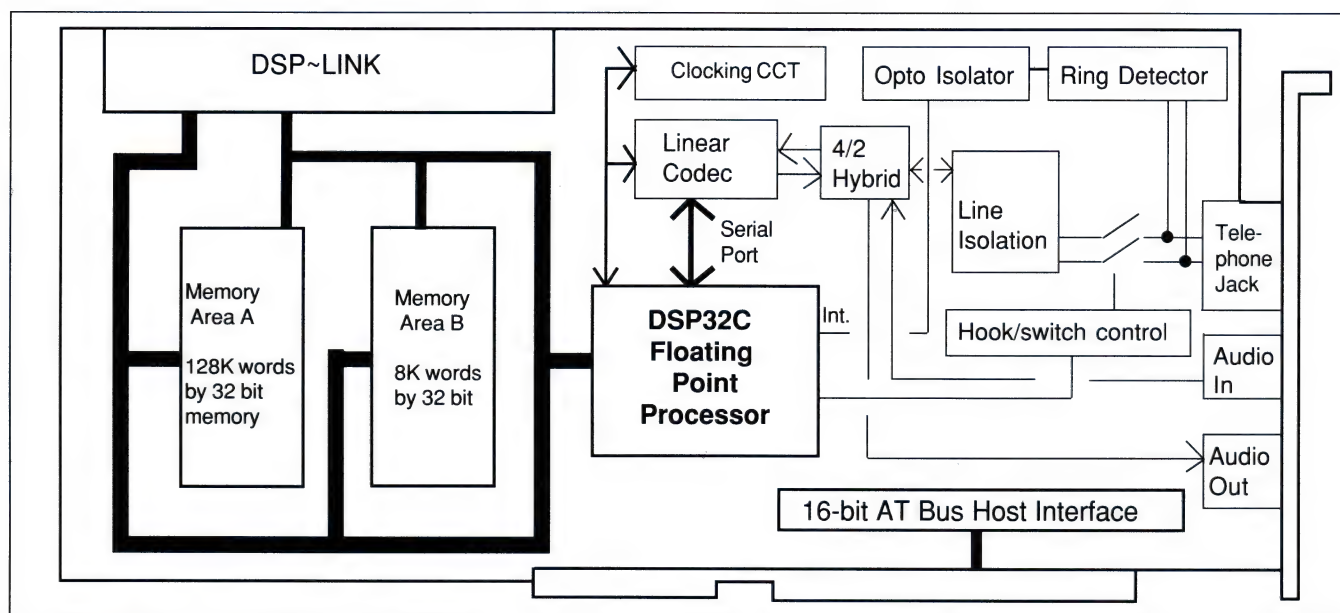 DSP~LINK
Clocking CCT
Opto Isolator
Ring Detector
Linear
Codec
4/2
Hybrid
Line
Isolation
Tele-
phone
Jack
Serial
Port
Memory
Area A
128K words
by 32 bit
memory
Memory
Area B
8K words
by 32 bit
DSP32C
Floating
Point
Processor
Int.
Hook/switch control
Audio
In
Audio
Out
16-bit AT Bus Host Interface